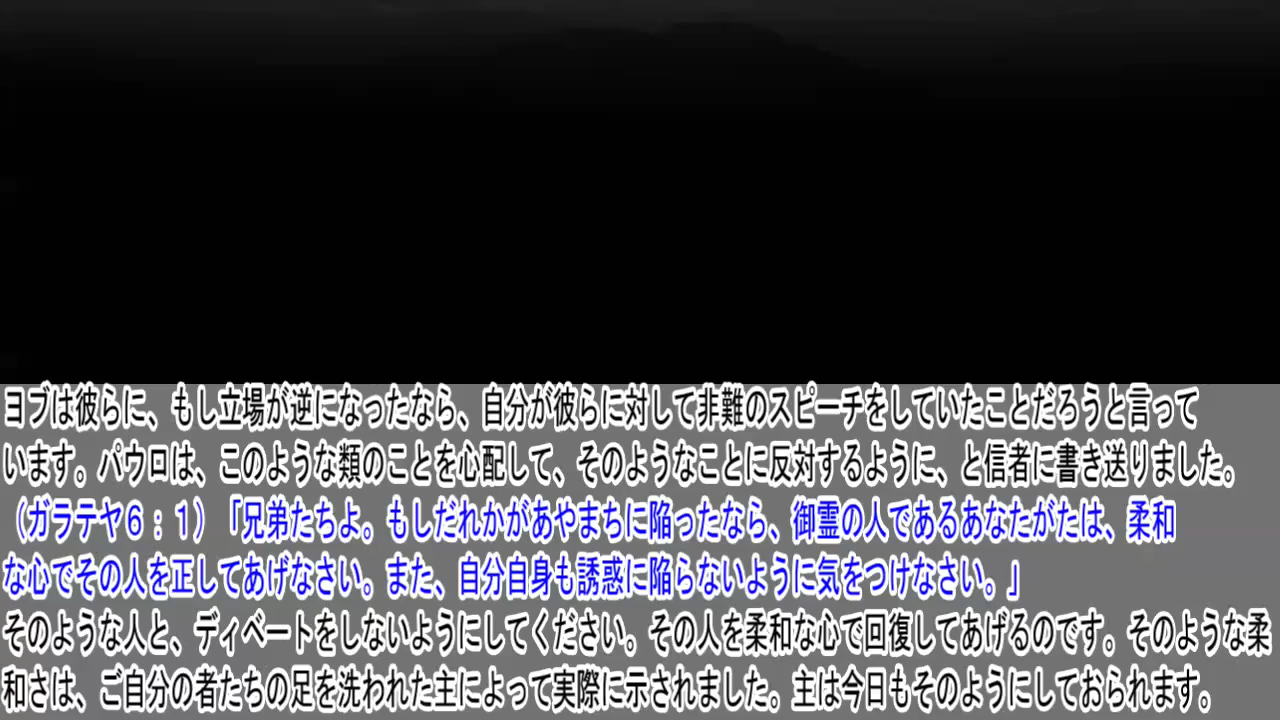 ヨブは彼らに、もし立場が逆になったなら、自分が彼らに対して非難のスピーチをしていたことだろうと言って
います。パウロは、このような類のことを心配して、そのようなことに反対するように、と信者に書き送りました。
（ガラテヤ６：１）「兄弟たちよ。もしだれかがあやまちに陥ったなら、御霊の人であるあなたがたは、柔和
な心でその人を正してあげなさい。また、自分自身も誘惑に陥らないように気をつけなさい。」
そのような人と、ディベートをしないようにしてください。その人を柔和な心で回復してあげるのです。そのような柔
和さは、ご自分の者たちの足を洗われた主によって実際に示されました。主は今日もそのようにしておられます。